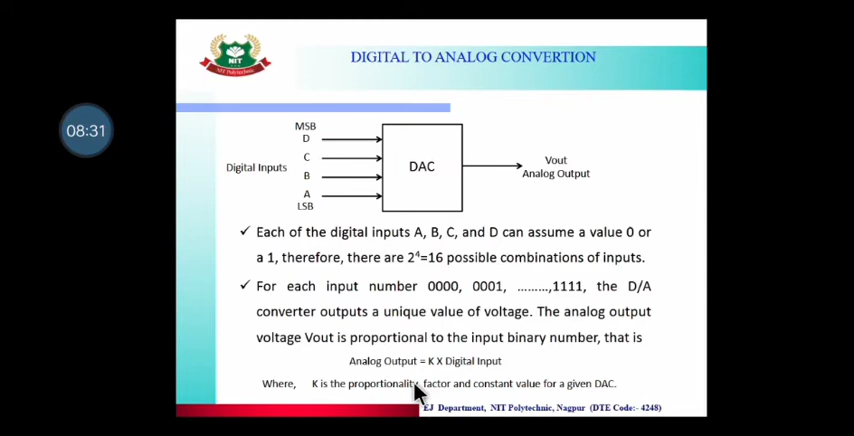 DIGITAL TO ANALOG CONVERTION
NIT
NIT Polytechnic
08:31
MSB
D
C
Digital Inputs
B
A
LSB
DAC
Vout
Analog Output
✓ Each of the digital inputs A, B, C, and D can assume a value 0 or
a 1, therefore, there are 2⁴=16 possible combinations of inputs.
✓ For each input number 0000, 0001, ………,1111, the D/A
converter outputs a unique value of voltage. The analog output
voltage Vout is proportional to the input binary number, that is
Analog Output = K X Digital Input
Where, K is the proportionality factor and constant value for a given DAC.
EJ Department, NIT Polytechnic, Nagpur (DTE Code:- 4248)